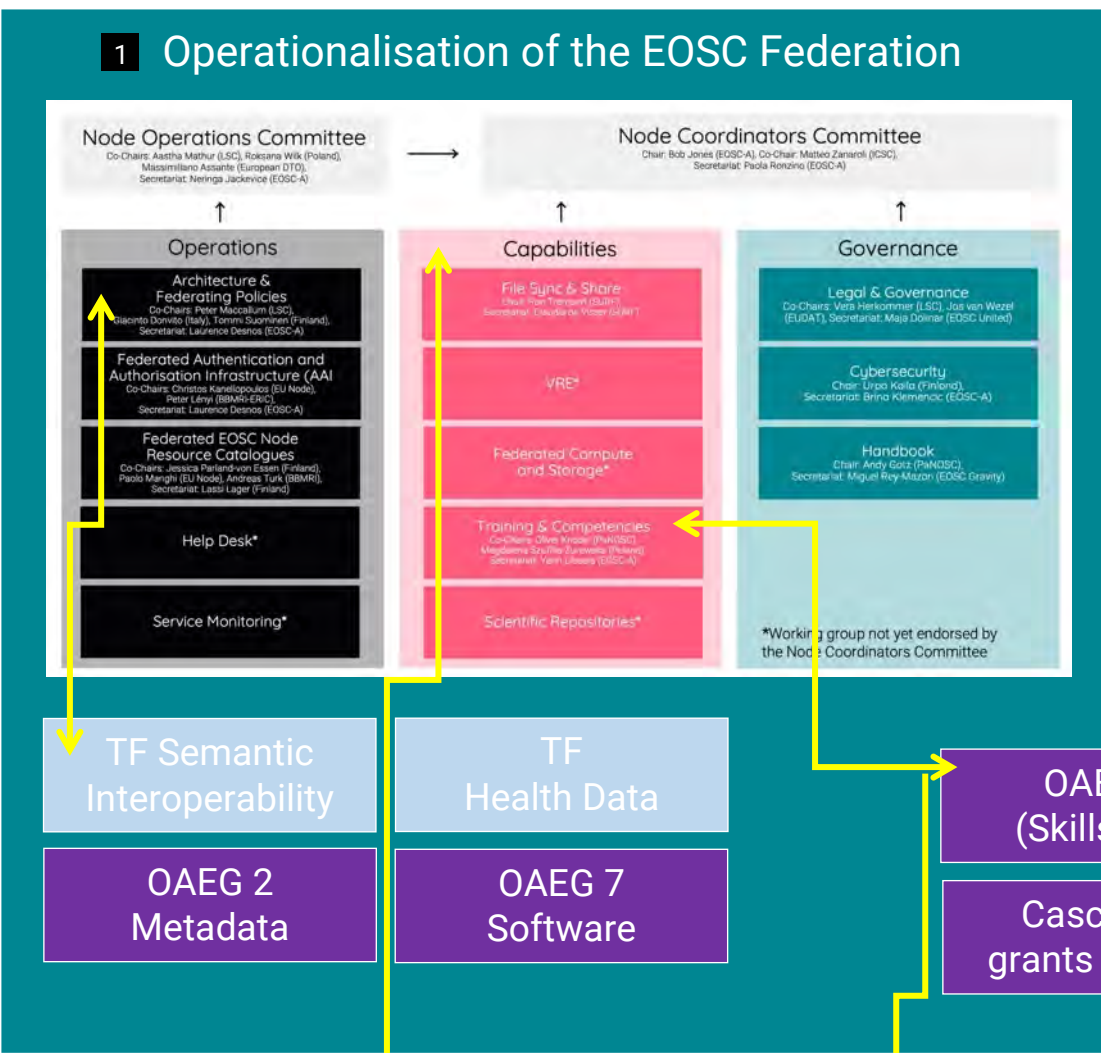 1 Operationalisation of the EOSC Federation
Node Operations Committee
Co-Chairs: Aastha Mathur (LSC), Roksana Wilk (Poland),
Massimiliano Assante (European DTO),
Secretariat: Neringa Jackevice (EOSC-A)
Node Coordinators Committee
Chair: Bob Jones (EOSC-A), Co-Chair: Matteo Zanaroli (ICSC),
Secretariat: Paola Ronzino (EOSC-A)
Operations
Architecture &
Federating Policies
Co-Chairs: Peter Maccallum (LSC),
Giacinto Donvito (Italy), Tommi Suominen (Finland),
Secretariat: Laurence Desnos (EOSC-A)
Federated Authentication and
Authorisation Infrastructure (AAI
Co-Chairs: Christos Kanellopoulos (EU Node),
Peter Lényi (BBMRI-ERIC),
Secretariat: Laurence Desnos (EOSC-A)
Federated EOSC Node
Resource Catalogues
Co-Chairs: Jessica Parland-von Essen (Finland),
Paolo Manghi (EU Node), Andreas Turk (BBMRI),
Secretariat: Lassi Lager (Finland)
Help Desk*
Service Monitoring*
Capabilities
File Sync & Share
VRE*
Federated Compute
and Storage*
Training & Competencies
Co-Chairs: Oliver Knodel (PaNOSC),
Scientific Repositories*
Governance
Legal & Governance
Co-Chairs: Vera Herkommer (LSC), Jos van Wezel
(EUDAT), Secretariat: Maja Dolinar (EOSC United)
Cybersecurity
Chair: Urpo Kaila (Finland),
Secretariat: Brina Klemencic (EOSC-A)
Handbook
Chair: Andy Gotz (PaNOSC),
Secretariat: Miguel Rey Mazon (EOSC Gravity)
*Working group not yet endorsed by
the Node Coordinators Committee
TF Semantic
Interoperability
TF
Health Data
OAEG 2
Metadata
OAEG 7
Software
OAE
(Skills
Casc
grants